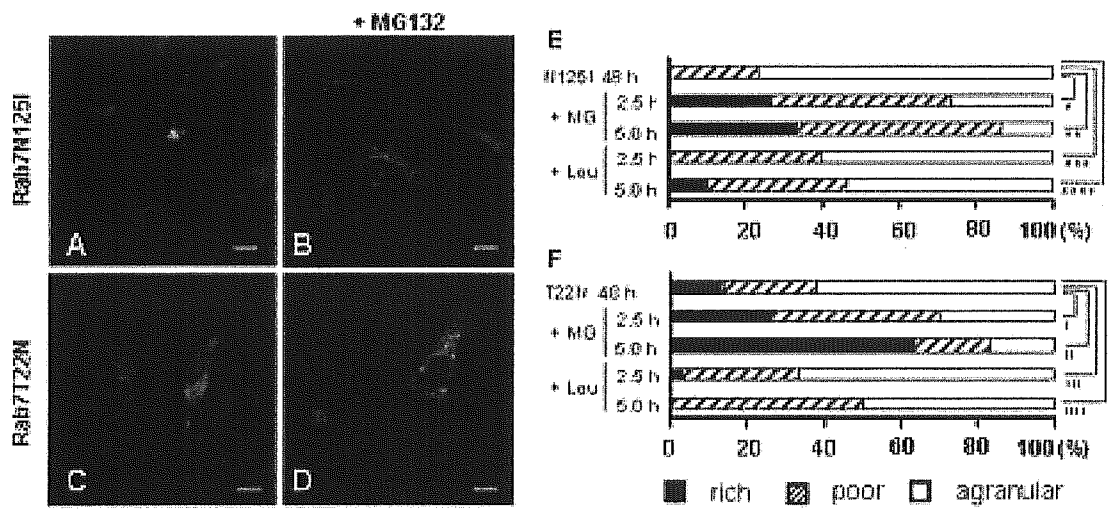 + MG132
Rab7N125I
A
B
Rab7T22N
C
D
E
N125I 48 h
+ MG
2.5 h
5.0 h
+ Leu
2.5 h
5.0 h
0 20 40 60 80 100 (%)
F
T22N 48 h
+ MG
2.5 h
5.0 h
+ Leu
2.5 h
5.0 h
0 20 40 60 80 100 (%)
rich poor agranular